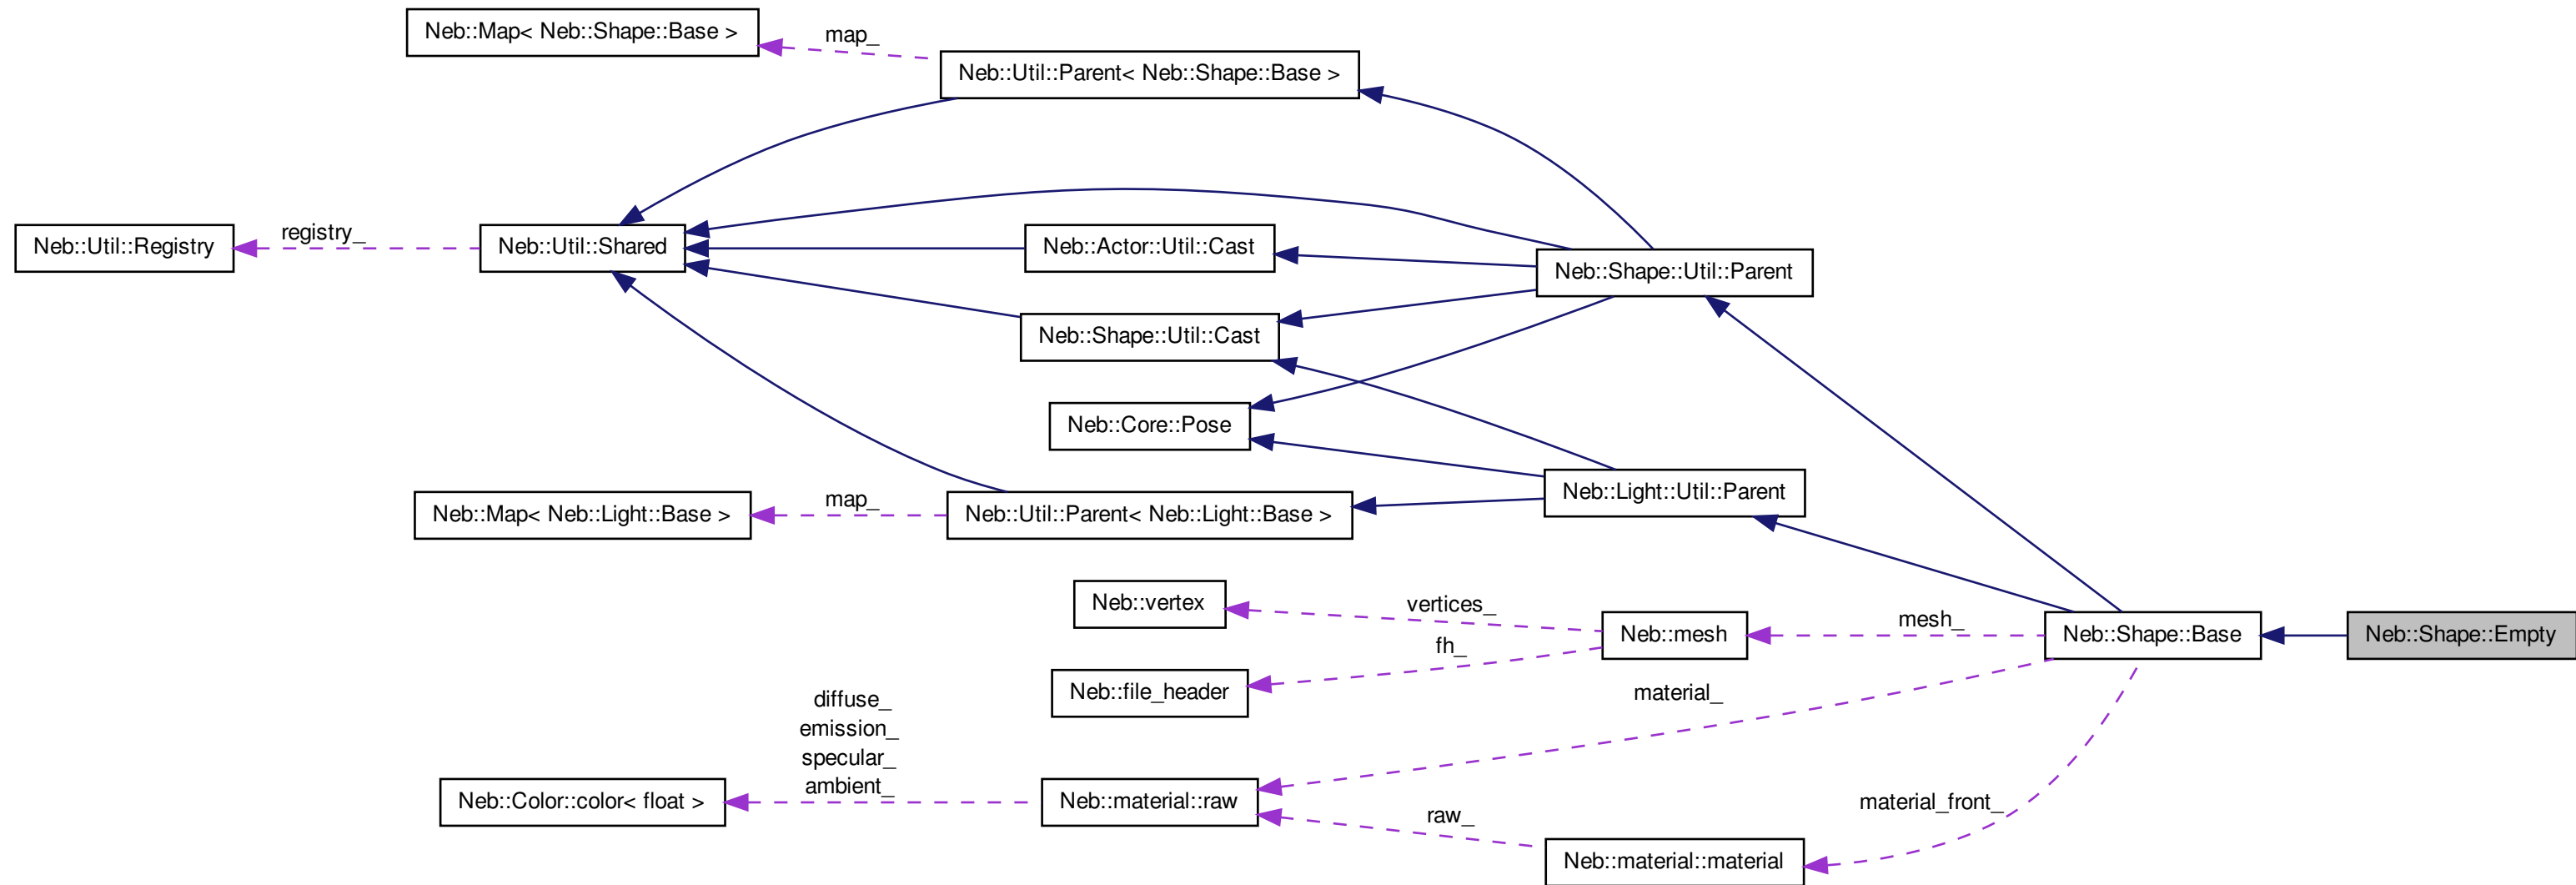 Neb::Map< Neb::Shape::Base >
map_
Neb::Util::Parent< Neb::Shape::Base >
Neb::Util::Registry
registry_
Neb::Util::Shared
Neb::Actor::Util::Cast
Neb::Shape::Util::Parent
Neb::Shape::Util::Cast
Neb::Core::Pose
Neb::Light::Util::Parent
Neb::Map< Neb::Light::Base >
map_
Neb::Util::Parent< Neb::Light::Base >
Neb::vertex
vertices_
Neb::mesh
mesh_
Neb::Shape::Base
Neb::Shape::Empty
fh_
Neb::file_header
material_
diffuse_
emission_
specular_
ambient_
Neb::Color::color< float >
Neb::material::raw
raw_
material_front_
Neb::material::material